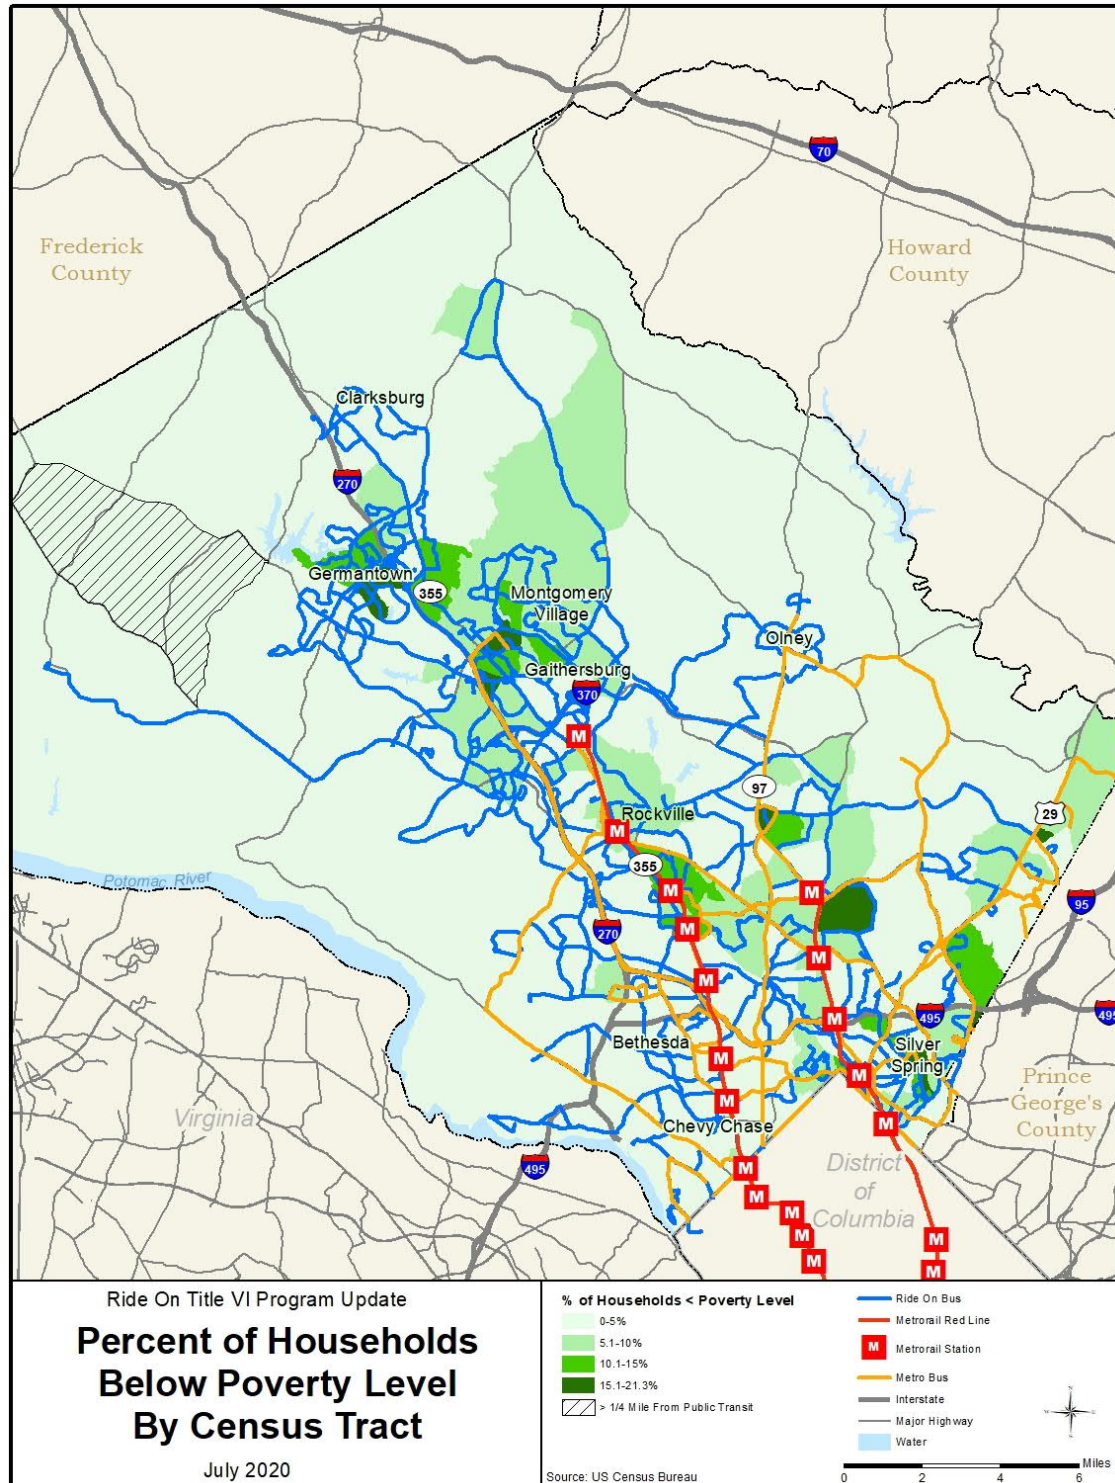 70
Frederick
County
Howard
County
Clarksburg
270
Germantown
355
Montgomery
Village
Olney
Gaithersburg
370
97
29
Rockville
M
M
355
M
M
95
Potomac River
270
M
M
M
M
495
495
M
Bethesda
Silver
Spring
M
M
Prince
George's
County
Virginia
M
Chevy Chase
M
495
M
District
of
Columbia
M
M
M
M
M
M
Ride On Title VI Program Update
Percent of Households
Below Poverty Level
By Census Tract
July 2020
% of Households < Poverty Level
0-5%
5.1-10%
10.1-15%
15.1-21.3%
> 1/4 Mile From Public Transit
Source: US Census Bureau
Ride On Bus
Metrorail Red Line
M Metrorail Station
Metro Bus
Interstate
Major Highway
Water
N
W E
S
Miles
0 2 4 6